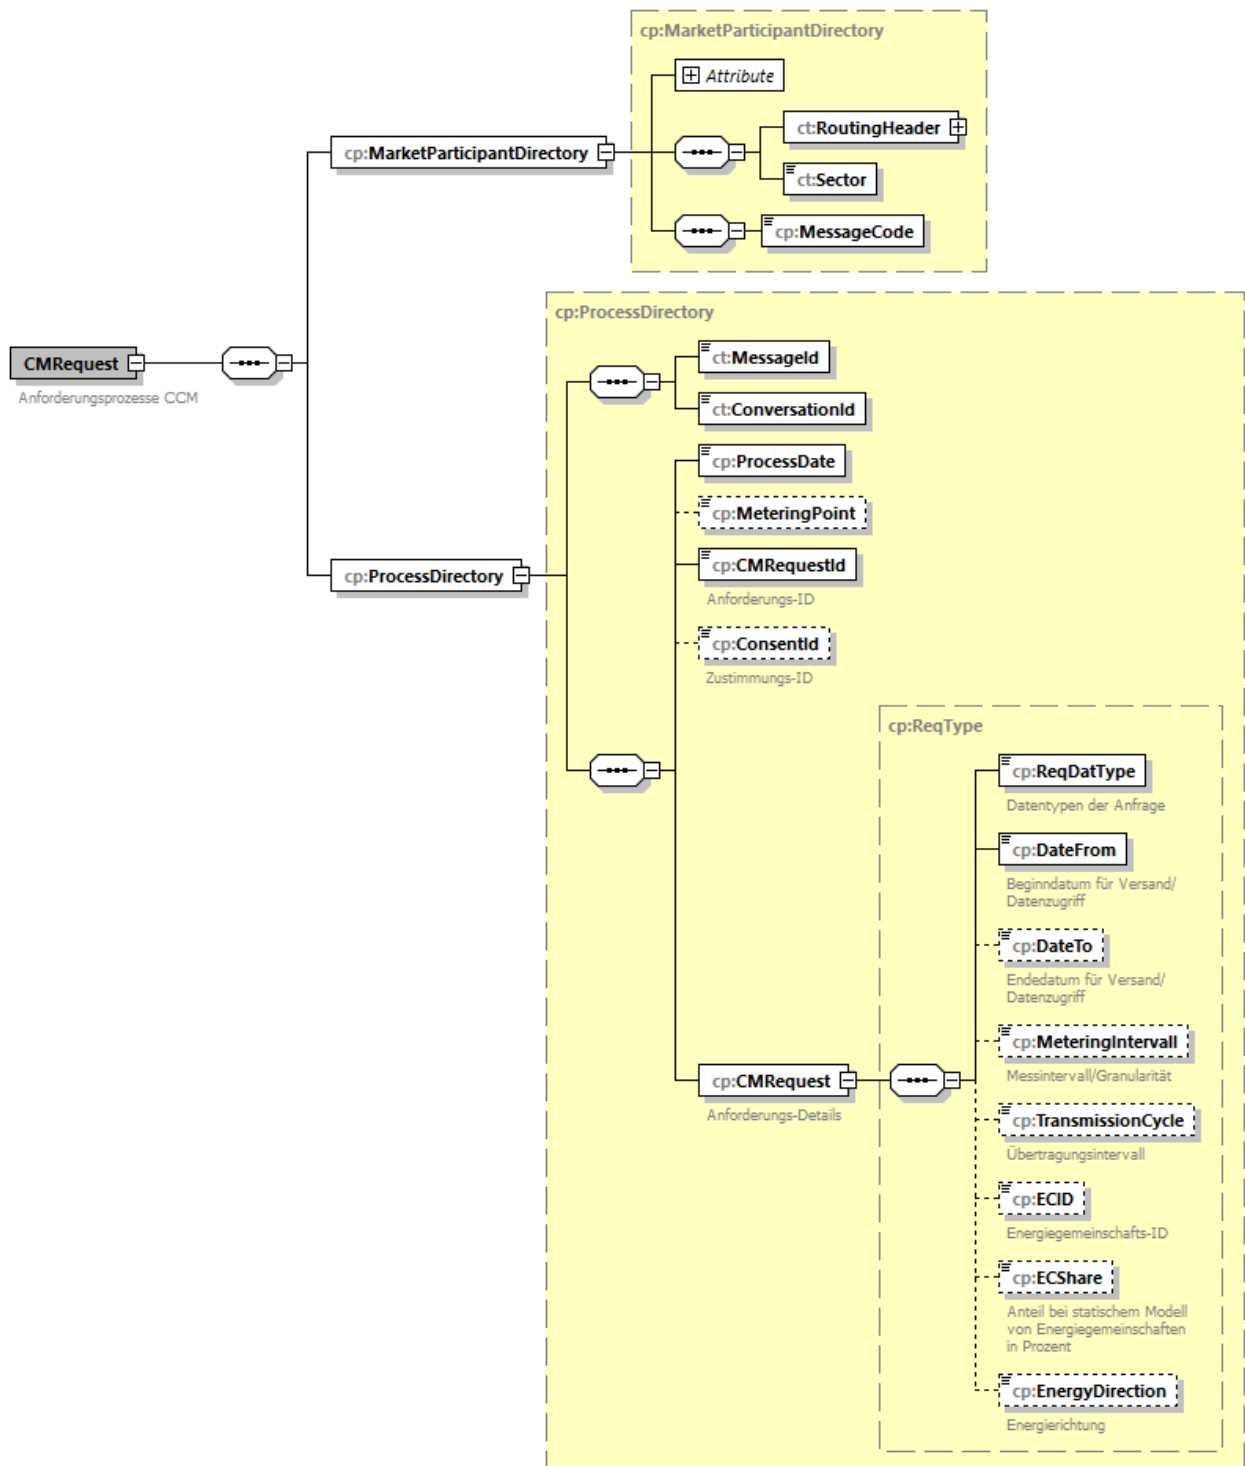 cp:MarketParticipantDirectory
Attribute
ct:RoutingHeader
cp:MarketParticipantDirectory
ct:Sector
cp:MessageCode
cp:ProcessDirectory
ct:MessageId
CMRequest
Anforderungsprozesse CCM
ct:ConversationId
cp:ProcessDate
cp:MeteringPoint
cp:CMRequestId
cp:ProcessDirectory
Anforderungs-ID
cp:ConsentId
Zustimmungs-ID
cp:ReqType
cp:ReqDatType
Datentypen der Anfrage
cp:DateFrom
Beginndatum für Versand/
Datenzugriff
cp:DateTo
Endedatum für Versand/
Datenzugriff
cp:MeteringIntervall
Messintervall/Granularität
cp:CMRequest
Anforderungs-Details
cp:TransmissionCycle
Übertragungsintervall
cp:ECID
Energiegemeinschafts-ID
cp:ECShare
Anteil bei statischem Modell
von Energiegemeinschaften
in Prozent
cp:EnergyDirection
Energierichtung